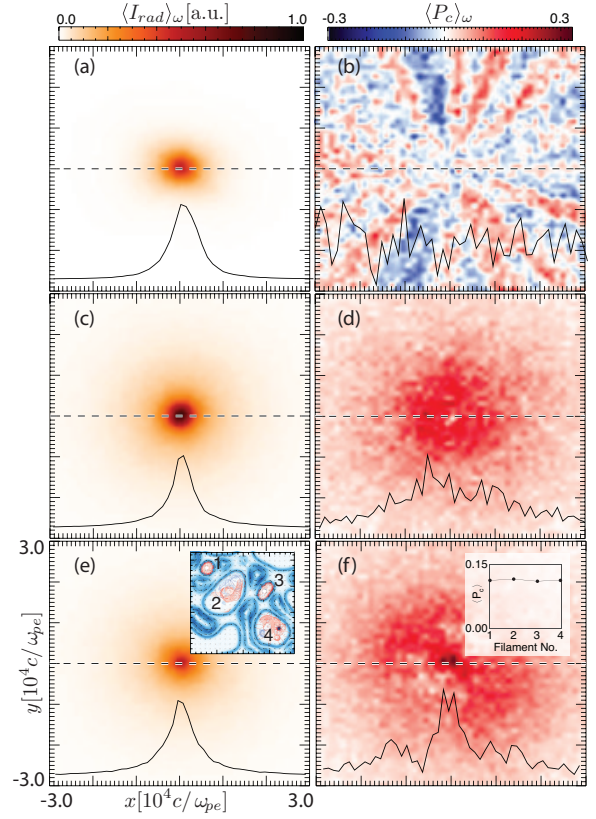 ⟨I_rad⟩_ω[a.u.] ⟨P_c⟩_ω
0.0 1.0 -0.3 0.3
(a) (b)
(c) (d)
(e) (f)
1
2
3
4
0.15
⟨P_c⟩
0.00
1 2 3 4
Filament No.
3.0
y[10^4 c/ω_pe]
-3.0
-3.0 x[10^4 c/ω_pe] 3.0